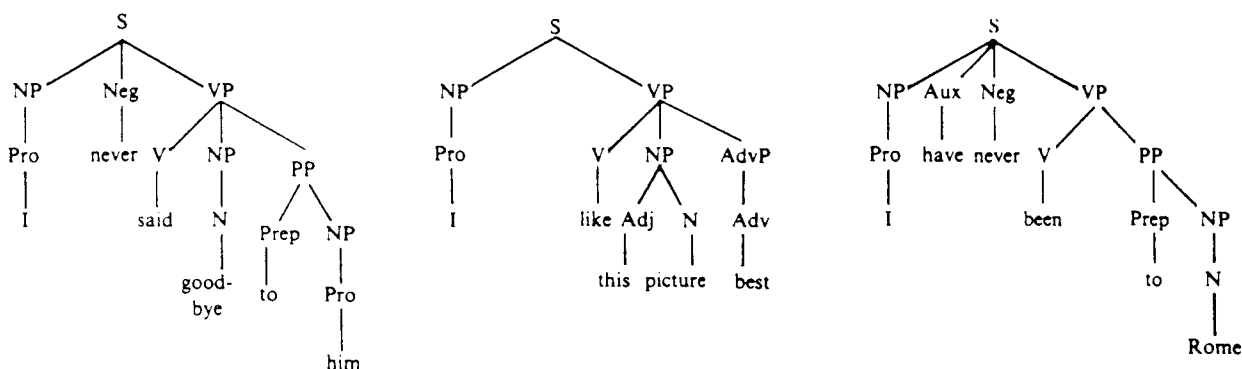 S S S
NP Neg VP NP VP NP Aux Neg VP
Pro never V NP PP Pro V NP AdvP Pro have never V PP
I said N Prep NP I like Adj N Adv I been Prep NP
good- to Pro this picture best to N
bye
him Rome